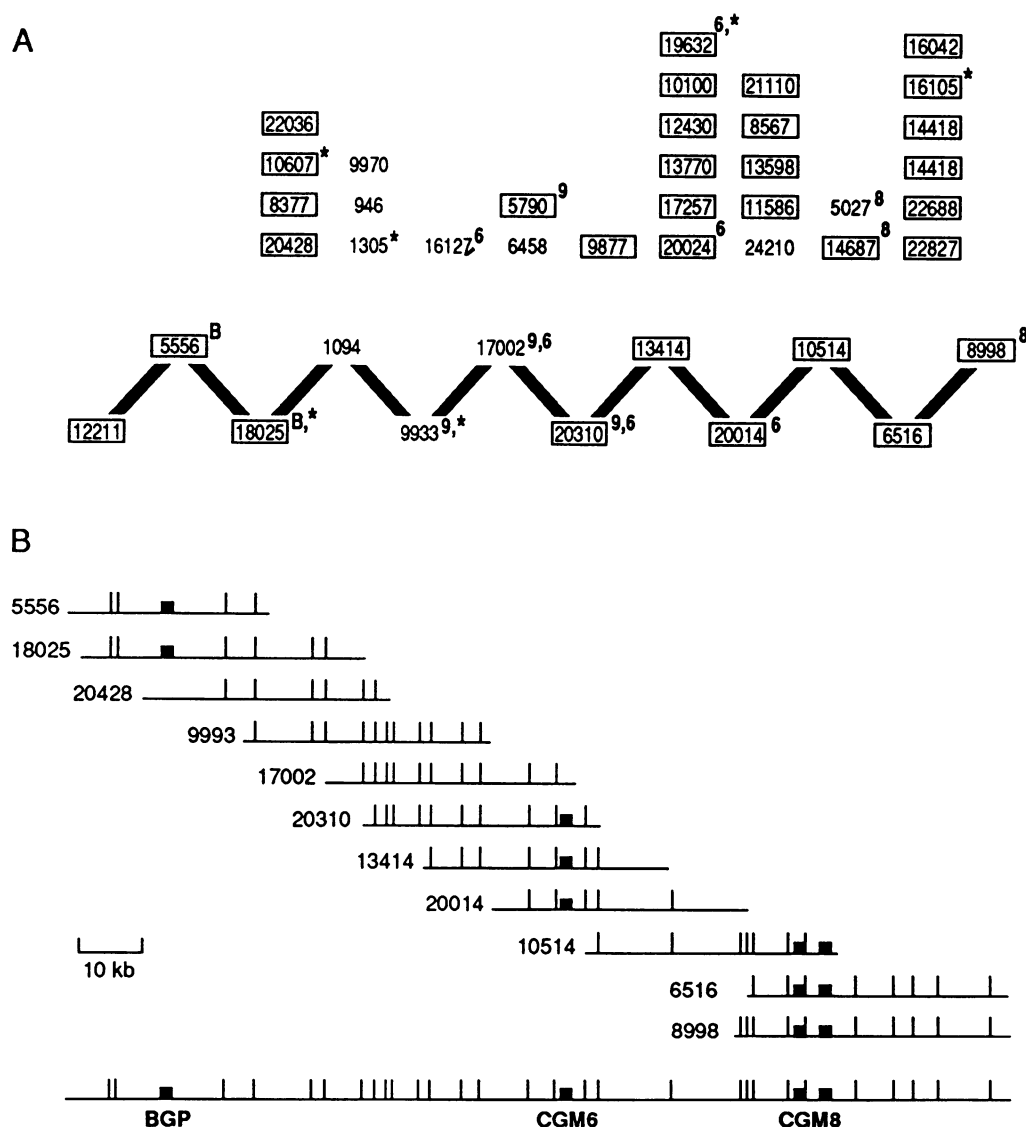 A
19632 6,* 16042
10100 21110 16105 *
22036 12430 8567 14418
10607 * 9970 13770 13598 14418
8377 946 5790 9 17257 11586 5027 8 22688
20428 1305 * 16127 6 6458 9877 20024 6 24210 14687 8 22827
5556 B 1094 17002 9,6 13414 10514 8998 8
12211 18025 B,* 9933 9,* 20310 9,6 20014 6 6516
B
5556
18025
20428
9993
17002
20310
13414
20014
10514
10 kb
6516
8998
BGP CGM6 CGM8